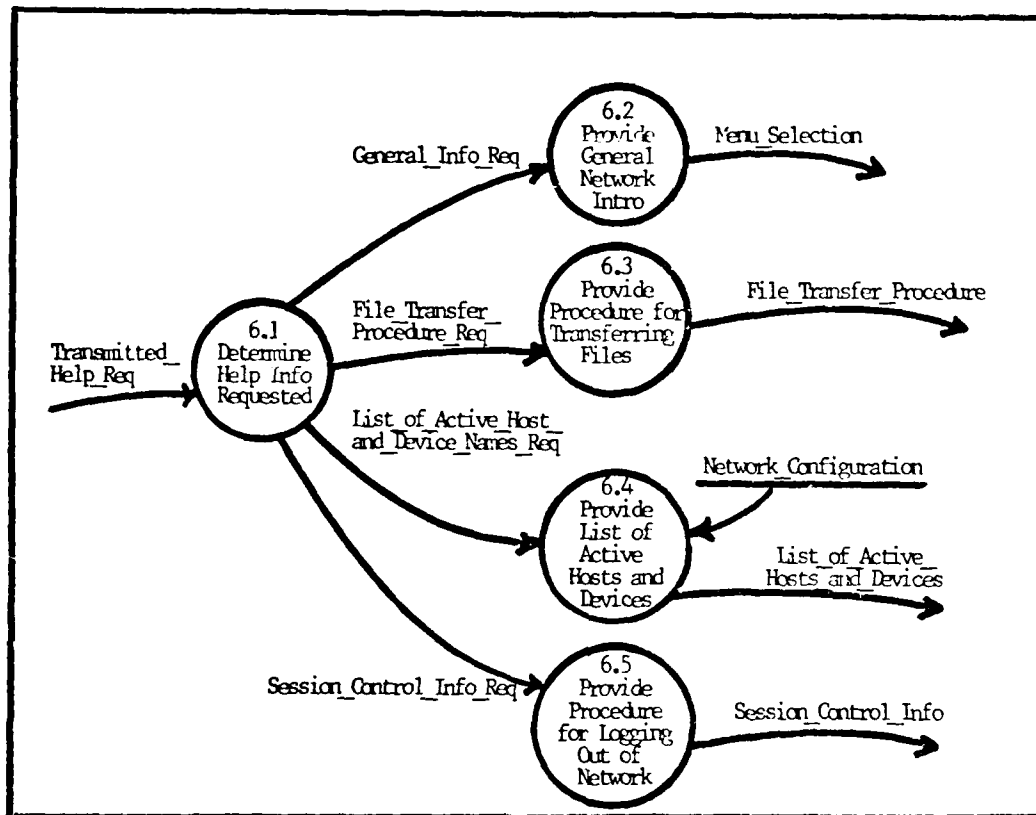 6.2
Provide
General
Network
Intro
Menu_Selection
General_Info_Req
6.3
Provide
Procedure for
Transferring
Files
File_Transfer_Procedure
File_Transfer_
Procedure_Req
6.1
Determine
Help Info
Requested
Transmitted_
Help_Req
List_of_Active_Host_
and_Device_Names_Req
Network_Configuration
6.4
Provide
List of
Active
Hosts and
Devices
List_of_Active_
Hosts_and_Devices
6.5
Provide
Procedure
for Logging
Out of
Network
Session_Control_Info_Req
Session_Control_Info